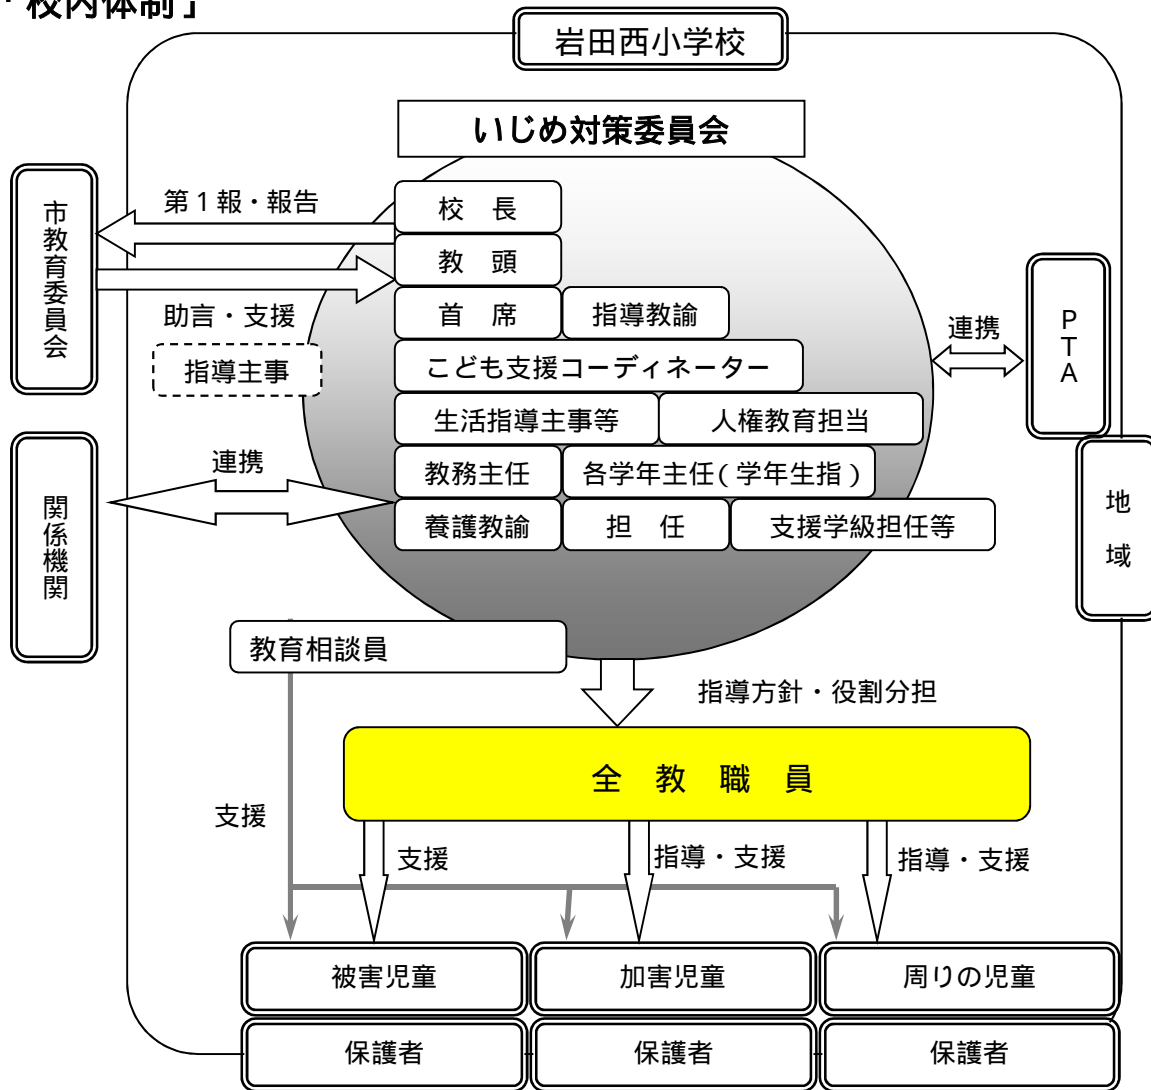 「校内体制」
岩田西小学校
いじめ対策委員会
市教育委員会
第1報・報告
助言・支援
指導主事
校　長
教　頭
首　席
指導教諭
こども支援コーディネーター
生活指導主事等
人権教育担当
教務主任
各学年主任(学年生指)
養護教諭
担　任
支援学級担任等
連携
PTA
地　域
連携
関係機関
教育相談員
指導方針・役割分担
全　教　職　員
支援
支援
指導・支援
指導・支援
被害児童
加害児童
周りの児童
保護者
保護者
保護者